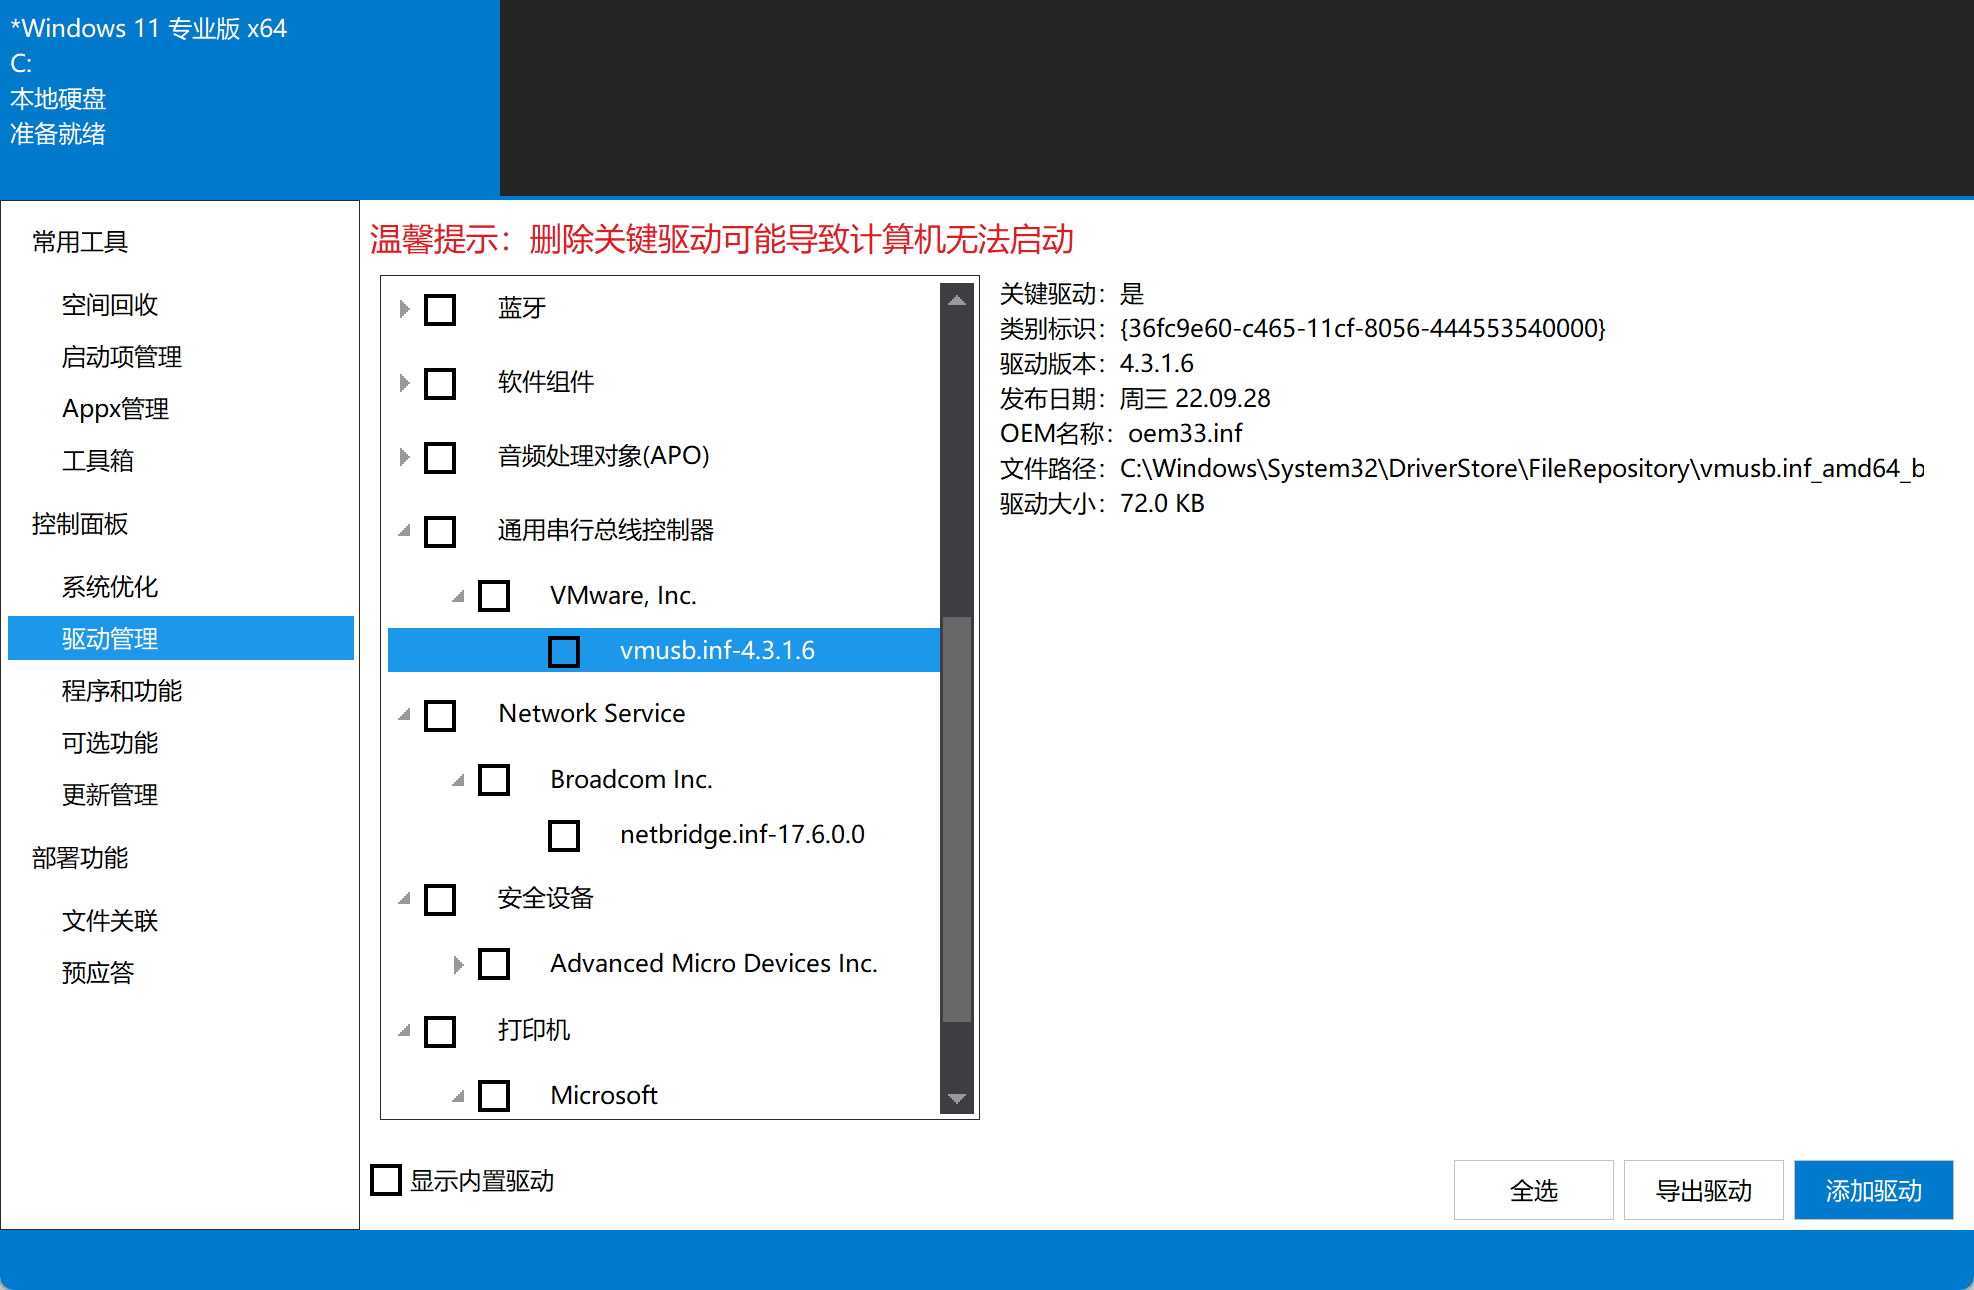 *Windows 11 专业版 x64
C:
本地硬盘
准备就绪
常用工具
空间回收
启动项管理
Appx管理
工具箱
控制面板
系统优化
驱动管理
程序和功能
可选功能
更新管理
部署功能
文件关联
预应答
温馨提示：删除关键驱动可能导致计算机无法启动
蓝牙
软件组件
音频处理对象(APO)
通用串行总线控制器
VMware, Inc.
vmusb.inf-4.3.1.6
Network Service
Broadcom Inc.
netbridge.inf-17.6.0.0
安全设备
Advanced Micro Devices Inc.
打印机
Microsoft
关键驱动：是
类别标识：{36fc9e60-c465-11cf-8056-444553540000}
驱动版本：4.3.1.6
发布日期：周三 22.09.28
OEM名称：oem33.inf
文件路径：C:\Windows\System32\DriverStore\FileRepository\vmusb.inf_amd64_b
驱动大小：72.0 KB
显示内置驱动
全选
导出驱动
添加驱动